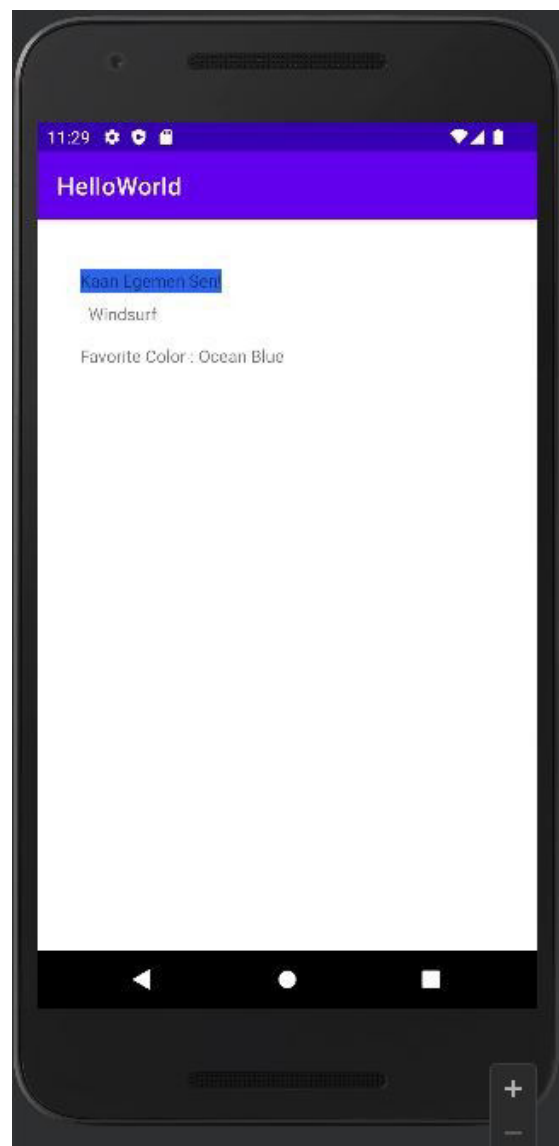 11:29
HelloWorld
Kaan Egemen Sen!
Windsurf
Favorite Color : Ocean Blue
+
−